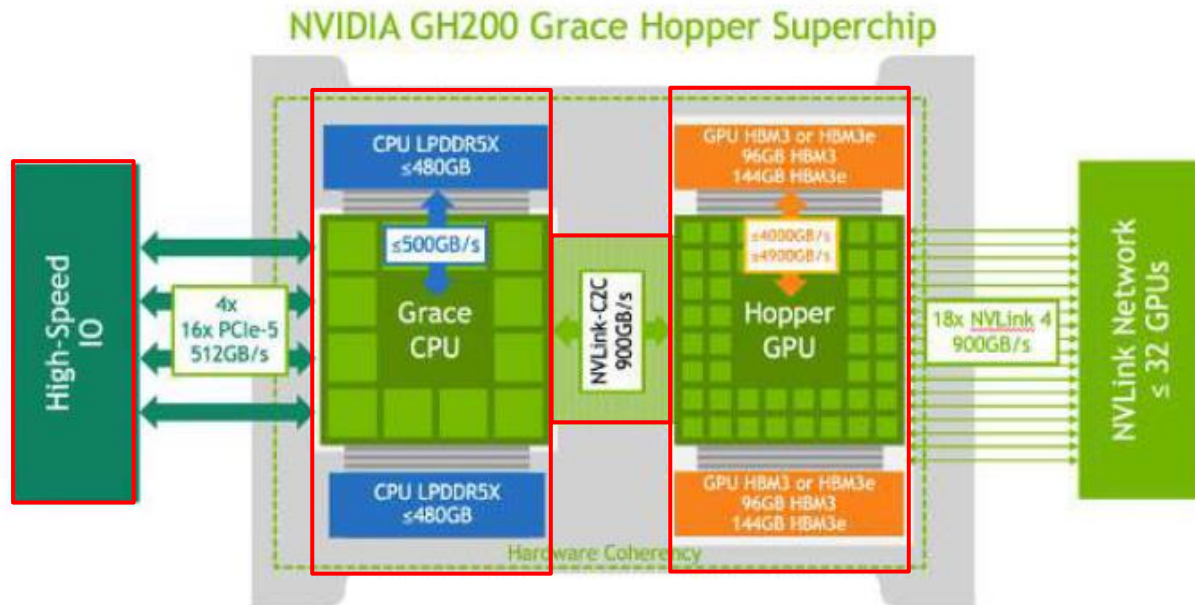 NVIDIA GH200 Grace Hopper Superchip
High-Speed
IO
4x
16x PCIe-5
512GB/s
CPU LPDDR5X
≤480GB
≤500GB/s
Grace
CPU
CPU LPDDR5X
≤480GB
NVLink-C2C
900GB/s
GPU HBM3 or HBM3e
96GB HBM3
144GB HBM3e
≤4000GB/s
≤4900GB/s
Hopper
GPU
GPU HBM3 or HBM3e
96GB HBM3
144GB HBM3e
Hardware Coherency
18x NVLink 4
900GB/s
NVLink Network
≤ 32 GPUs